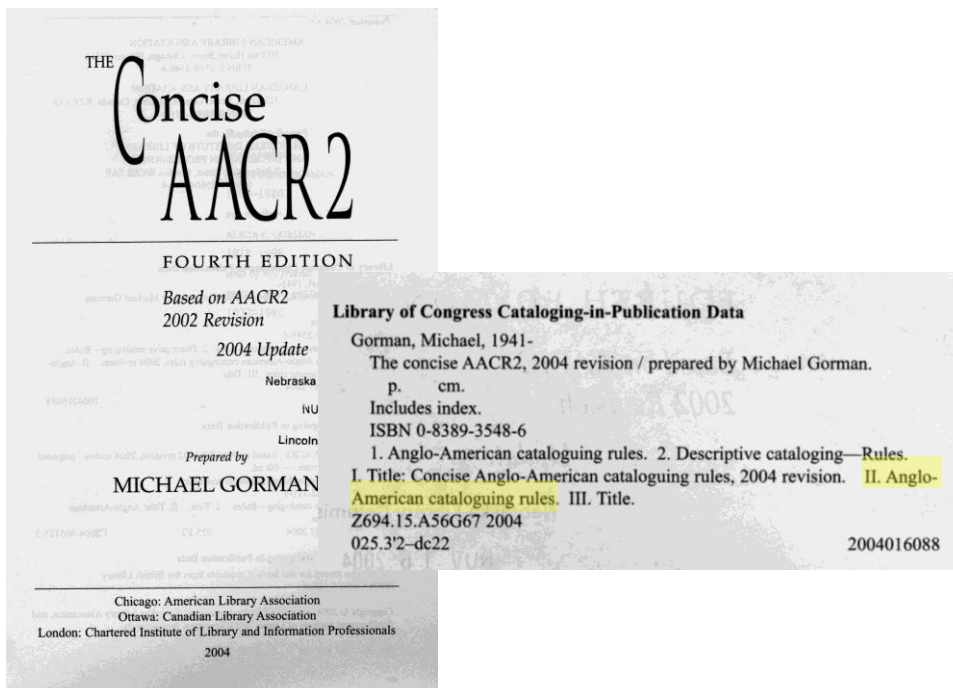 THE
Concise
AACR2
FOURTH EDITION
Based on AACR2
2002 Revision
2004 Update
Nebraska
NU
Lincoln
Prepared by
MICHAEL GORMAN
Chicago: American Library Association
Ottawa: Canadian Library Association
London: Chartered Institute of Library and Information Professionals
2004
Library of Congress Cataloging-in-Publication Data
Gorman, Michael, 1941-
The concise AACR2, 2004 revision / prepared by Michael Gorman.
p. cm.
Includes index.
ISBN 0-8389-3548-6
1. Anglo-American cataloguing rules. 2. Descriptive cataloging—Rules.
I. Title: Concise Anglo-American cataloguing rules, 2004 revision. II. Anglo-
American cataloguing rules. III. Title.
Z694.15.A56G67 2004
025.3'2–dc22 2004016088